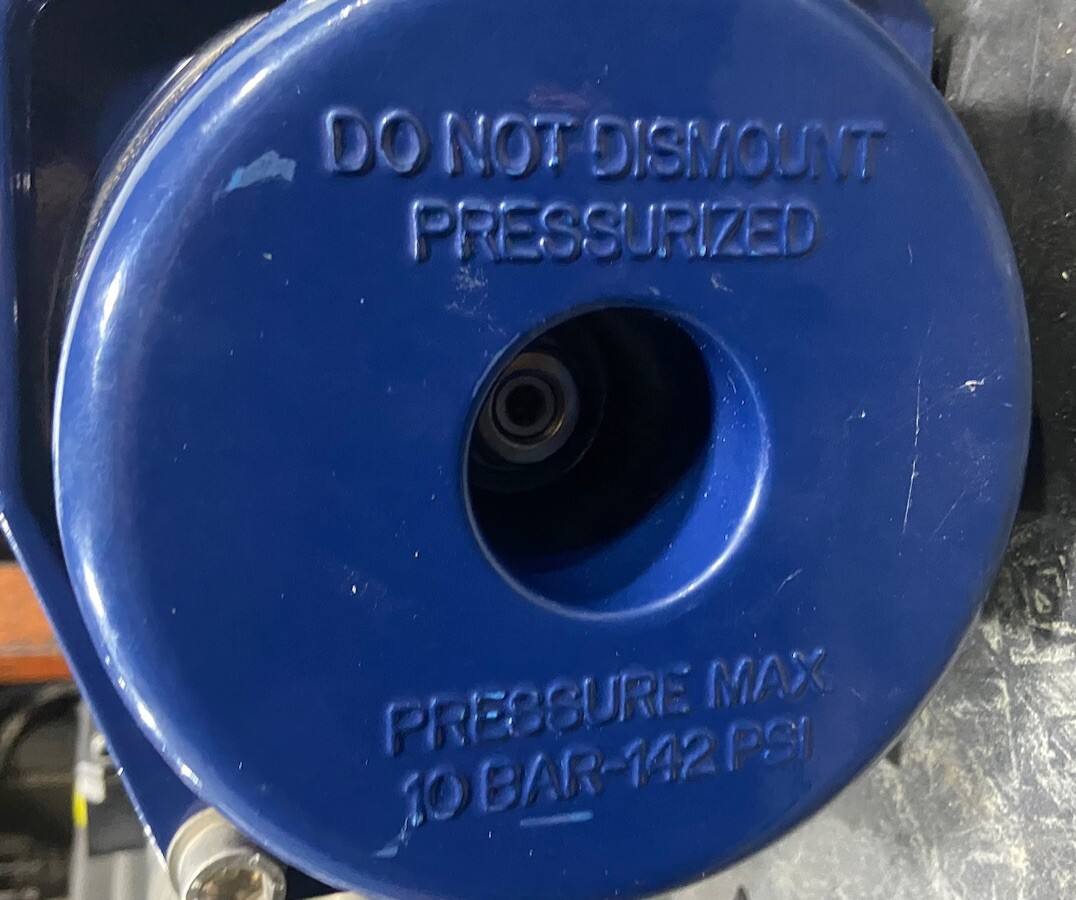 DO NOT DISMOUNT
PRESSURIZED
PRESSURE MAX
10 BAR-142 PSI